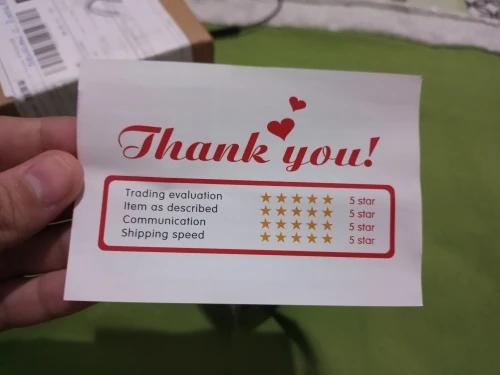 Thank you!
Trading evaluation ★★★★★ 5 star
Item as described ★★★★★ 5 star
Communication ★★★★★ 5 star
Shipping speed ★★★★★ 5 star